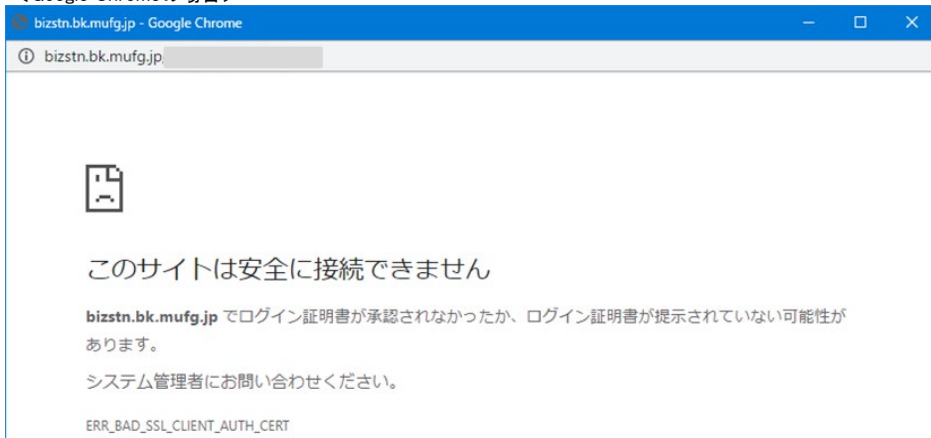 bizstn.bk.mufg.jp - Google Chrome
bizstn.bk.mufg.jp
このサイトは安全に接続できません
bizstn.bk.mufg.jp でログイン証明書が承認されなかったか、ログイン証明書が提示されていない可能性が
あります。
システム管理者にお問い合わせください。
ERR_BAD_SSL_CLIENT_AUTH_CERT